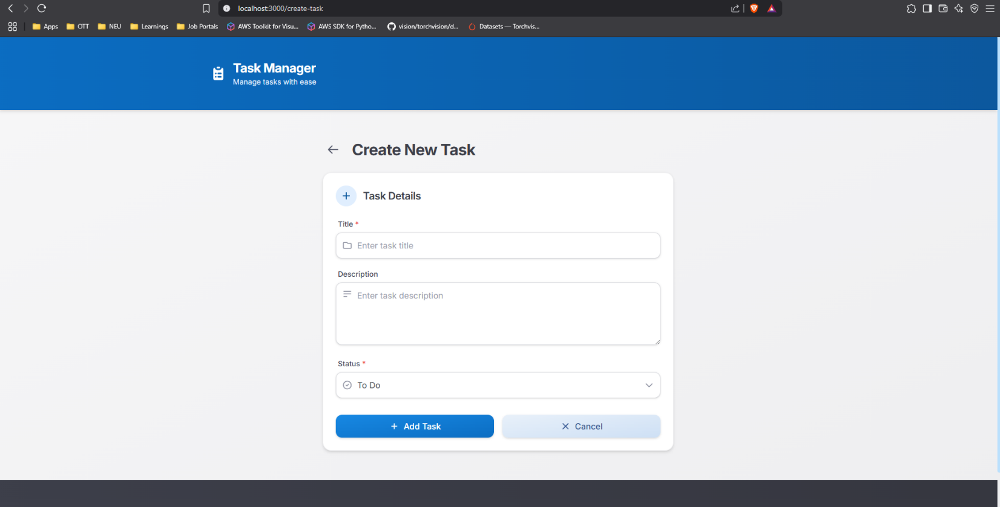 localhost:3000/create-task
Apps OTT NEU Learnings Job Portals AWS Toolkit for Visu... AWS SDK for Pytho... vision/torchvision/d... Datasets — Torchvis...
Task Manager
Manage tasks with ease
Create New Task
Task Details
Title *
Enter task title
Description
Enter task description
Status *
To Do
Add Task
Cancel